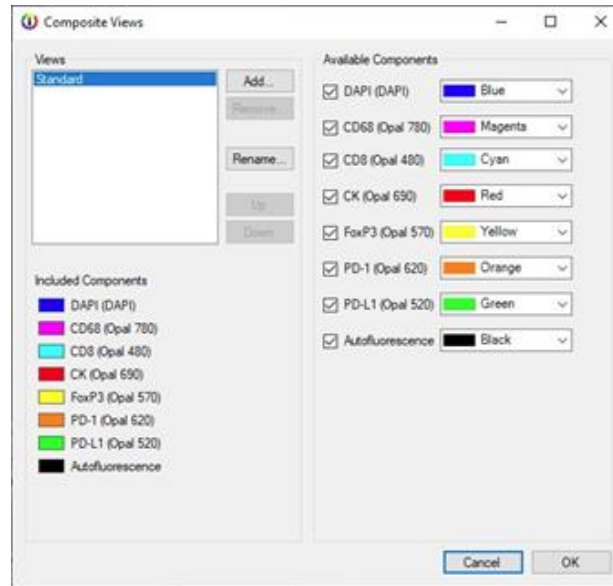 Composite Views
Views
Standard
Add...
Remove...
Rename...
Up
Down
Included Components
DAPI (DAPI)
CD68 (Opal 780)
CD8 (Opal 480)
CK (Opal 690)
FoxP3 (Opal 570)
PD-1 (Opal 620)
PD-L1 (Opal 520)
Autofluorescence
Available Components
DAPI (DAPI) Blue
CD68 (Opal 780) Magenta
CD8 (Opal 480) Cyan
CK (Opal 690) Red
FoxP3 (Opal 570) Yellow
PD-1 (Opal 620) Orange
PD-L1 (Opal 520) Green
Autofluorescence Black
Cancel OK